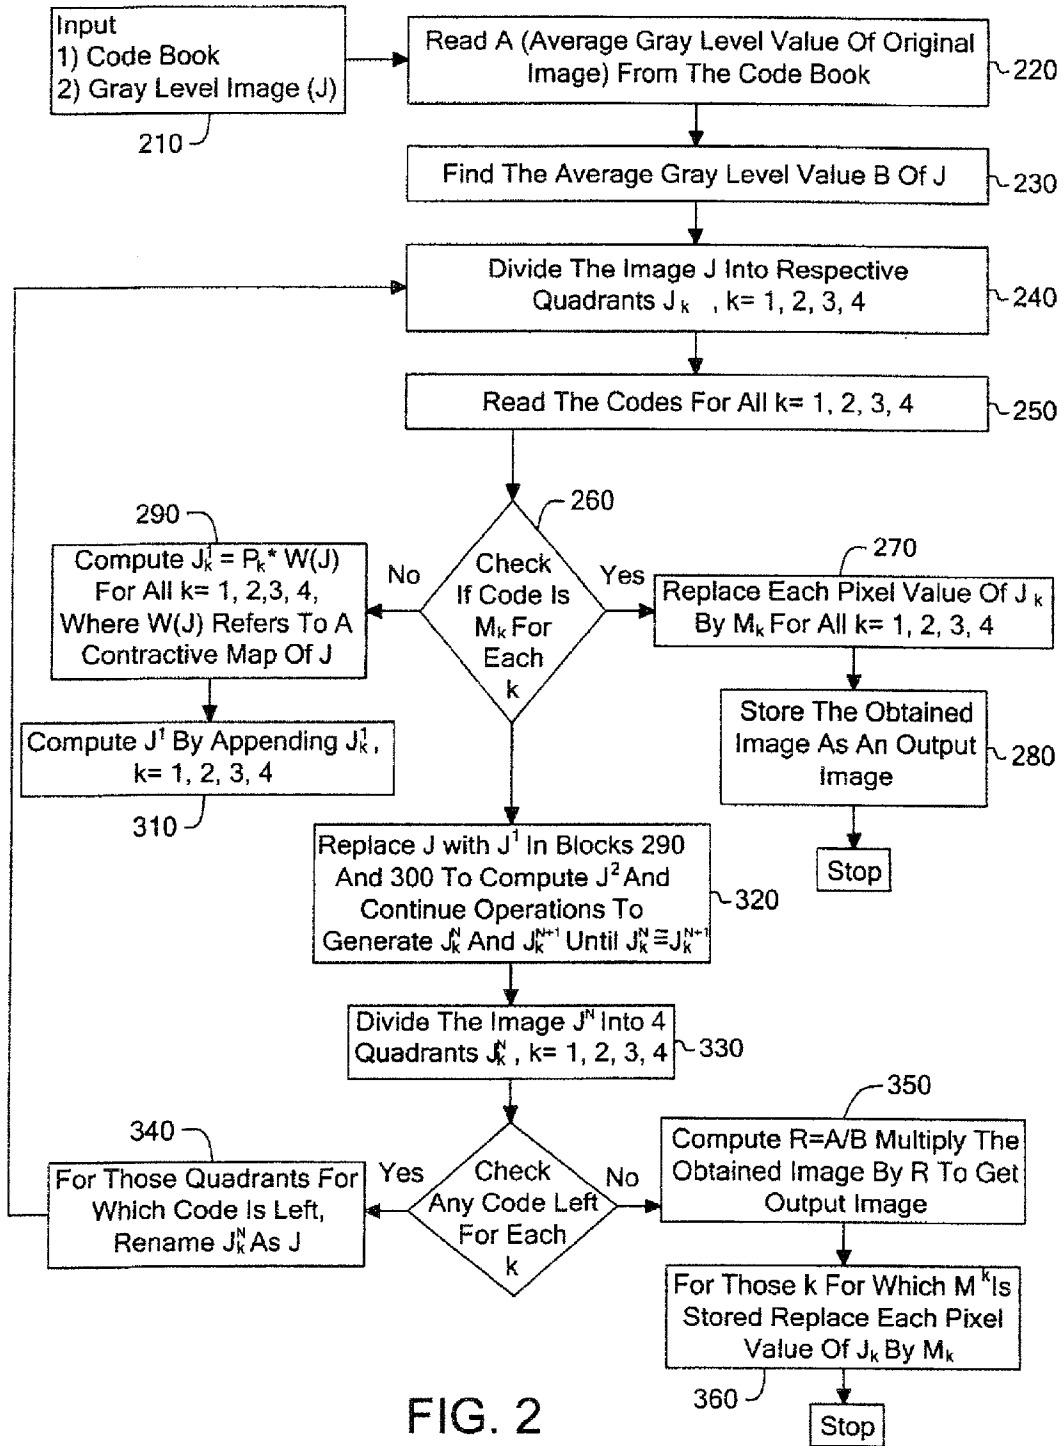 Input
1) Code Book
2) Gray Level Image (J)
210
Read A (Average Gray Level Value Of Original
Image) From The Code Book
220
Find The Average Gray Level Value B Of J
230
Divide The Image J Into Respective
Quadrants J k , k= 1, 2, 3, 4
240
Read The Codes For All k= 1, 2, 3, 4
250
260
Check
If Code Is
Mk For
Each
k
No
Yes
290
Compute J¹k = Pk* W(J)
For All k= 1, 2,3, 4,
Where W(J) Refers To A
Contractive Map Of J
270
Replace Each Pixel Value Of J k
By Mk For All k= 1, 2, 3, 4
Store The Obtained
Image As An Output
Image
280
Stop
Compute J¹ By Appending J¹k ,
k= 1, 2, 3, 4
310
Replace J with J¹ In Blocks 290
And 300 To Compute J² And
Continue Operations To
Generate JkN And JkN+1 Until JkN≅JkN+1
320
Divide The Image JN Into 4
Quadrants JkN , k= 1, 2, 3, 4
330
Check
Any Code Left
For Each
k
Yes
No
340
For Those Quadrants For
Which Code Is Left,
Rename JkN As J
350
Compute R=A/B Multiply The
Obtained Image By R To Get
Output Image
For Those k For Which Mk Is
Stored Replace Each Pixel
Value Of Jk By Mk
360
Stop
FIG. 2